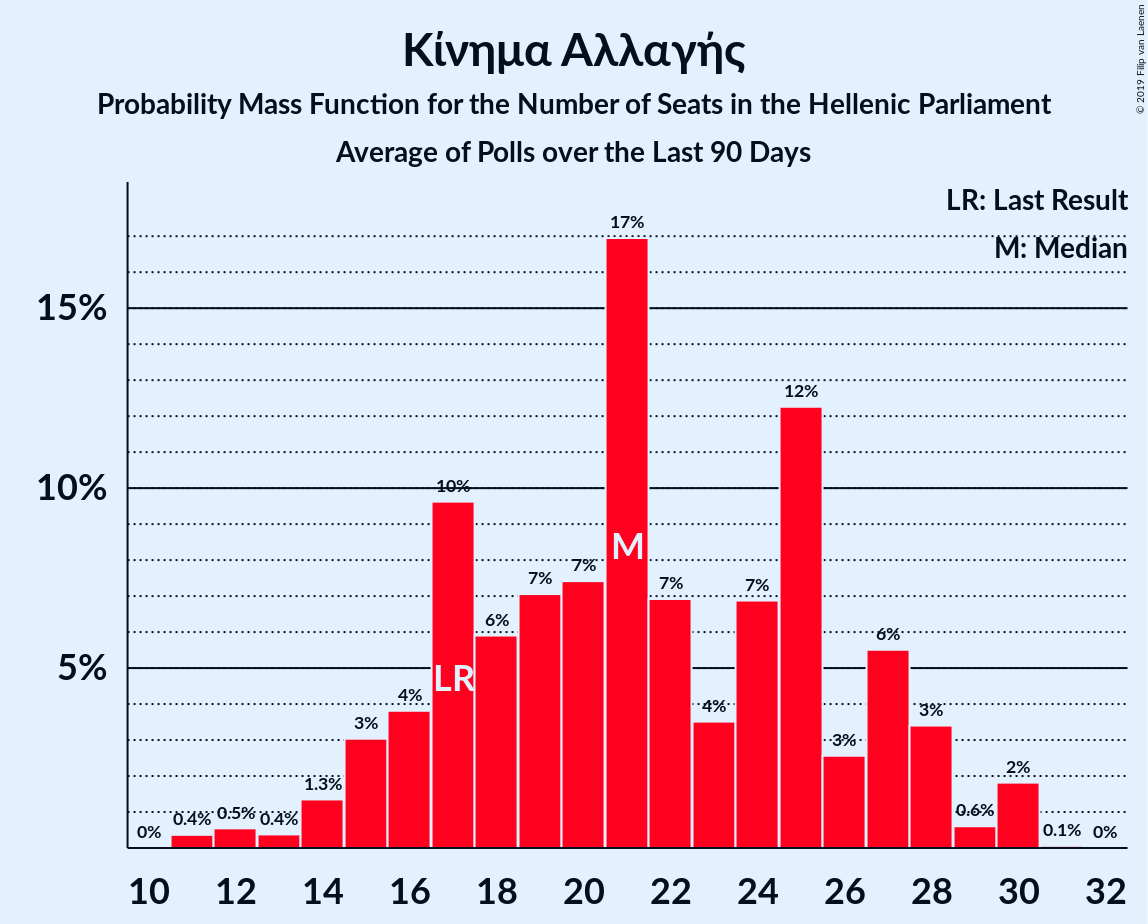 Κίνημα Αλλαγής
Probability Mass Function for the Number of Seats in the Hellenic Parliament
Average of Polls over the Last 90 Days
© 2019 Filip van Laenen
LR: Last Result
M: Median
15%
10%
5%
0%
0.4%
0.5%
0.4%
1.3%
3%
4%
10%
6%
7%
7%
17%
7%
4%
7%
12%
3%
6%
3%
0.6%
2%
0.1%
0%
LR
M
10 12 14 16 18 20 22 24 26 28 30 32